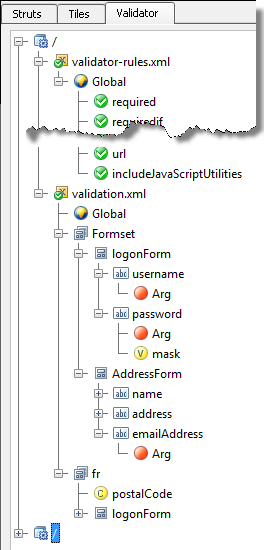 Struts Tiles Validator
/
validator-rules.xml
Global
required
requiredif
url
includeJavaScriptUtilities
validation.xml
Global
Formset
logonForm
abc username
Arg
abc password
Arg
V mask
AddressForm
abc name
abc address
abc emailAddress
Arg
fr
C postalCode
logonForm
/